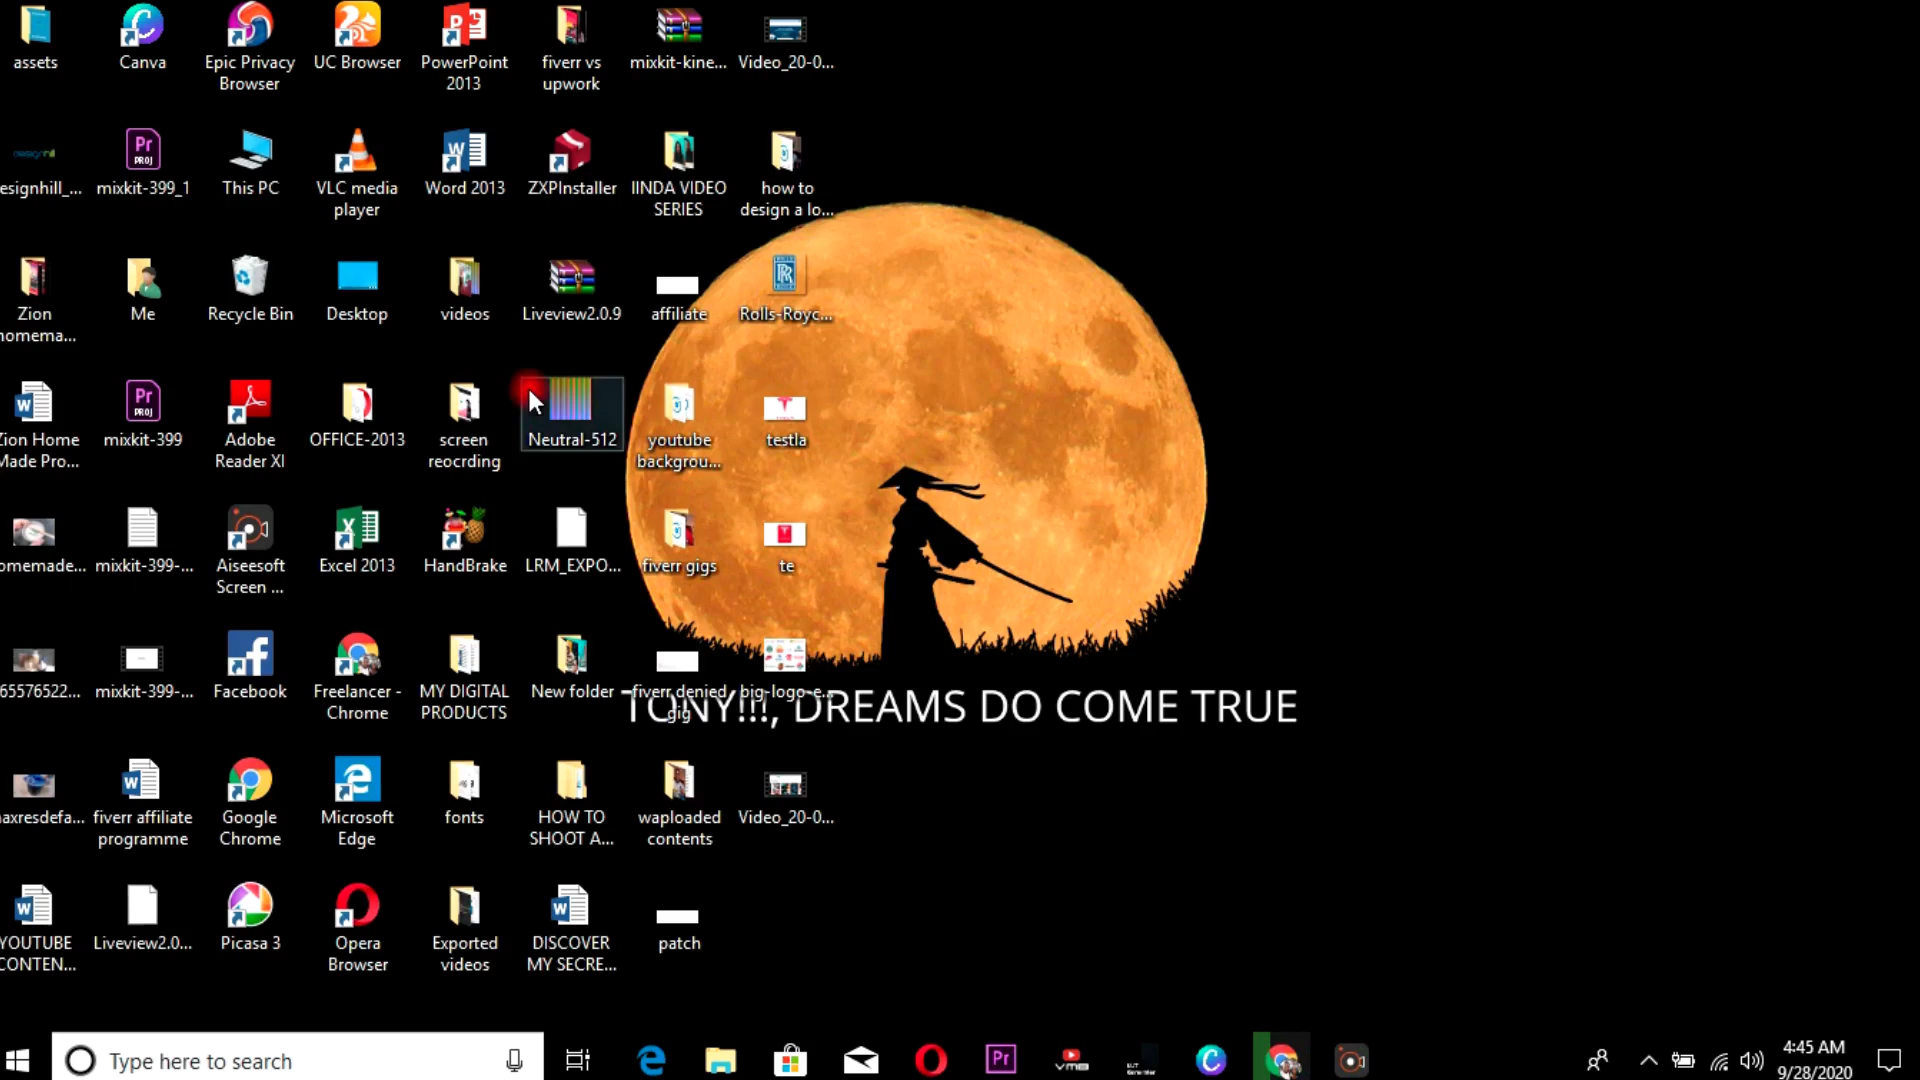 assets
Canva
Epic Privacy
Browser
UC Browser
PowerPoint
2013
fiverr vs
upwork
mixkit-kine...
Video_20-0...
esignhill_...
mixkit-399_1
This PC
VLC media
player
Word 2013
ZXPInstaller
IINDA VIDEO
SERIES
how to
design a lo...
Zion
homema...
Me
Recycle Bin
Desktop
videos
Liveview2.0.9
affiliate
Rolls-Royc...
Zion Home
Made Pro...
mixkit-399
Adobe
Reader XI
OFFICE-2013
screen
reocrding
Neutral-512
youtube
backgrou...
testla
omemade...
mixkit-399-...
Aiseesoft
Screen ...
Excel 2013
HandBrake
LRM_EXPO...
fiverr gigs
te
65576522...
mixkit-399-...
Facebook
Freelancer -
Chrome
MY DIGITAL
PRODUCTS
New folder
fiverr denied
gig
big-logo-e...
TONY!!!, DREAMS DO COME TRUE
axresdefa...
fiverr affiliate
programme
Google
Chrome
Microsoft
Edge
fonts
HOW TO
SHOOT A...
waploaded
contents
Video_20-0...
YOUTUBE
CONTEN...
Liveview2.0...
Picasa 3
Opera
Browser
Exported
videos
DISCOVER
MY SECRE...
patch
Type here to search
4:45 AM
9/28/2020